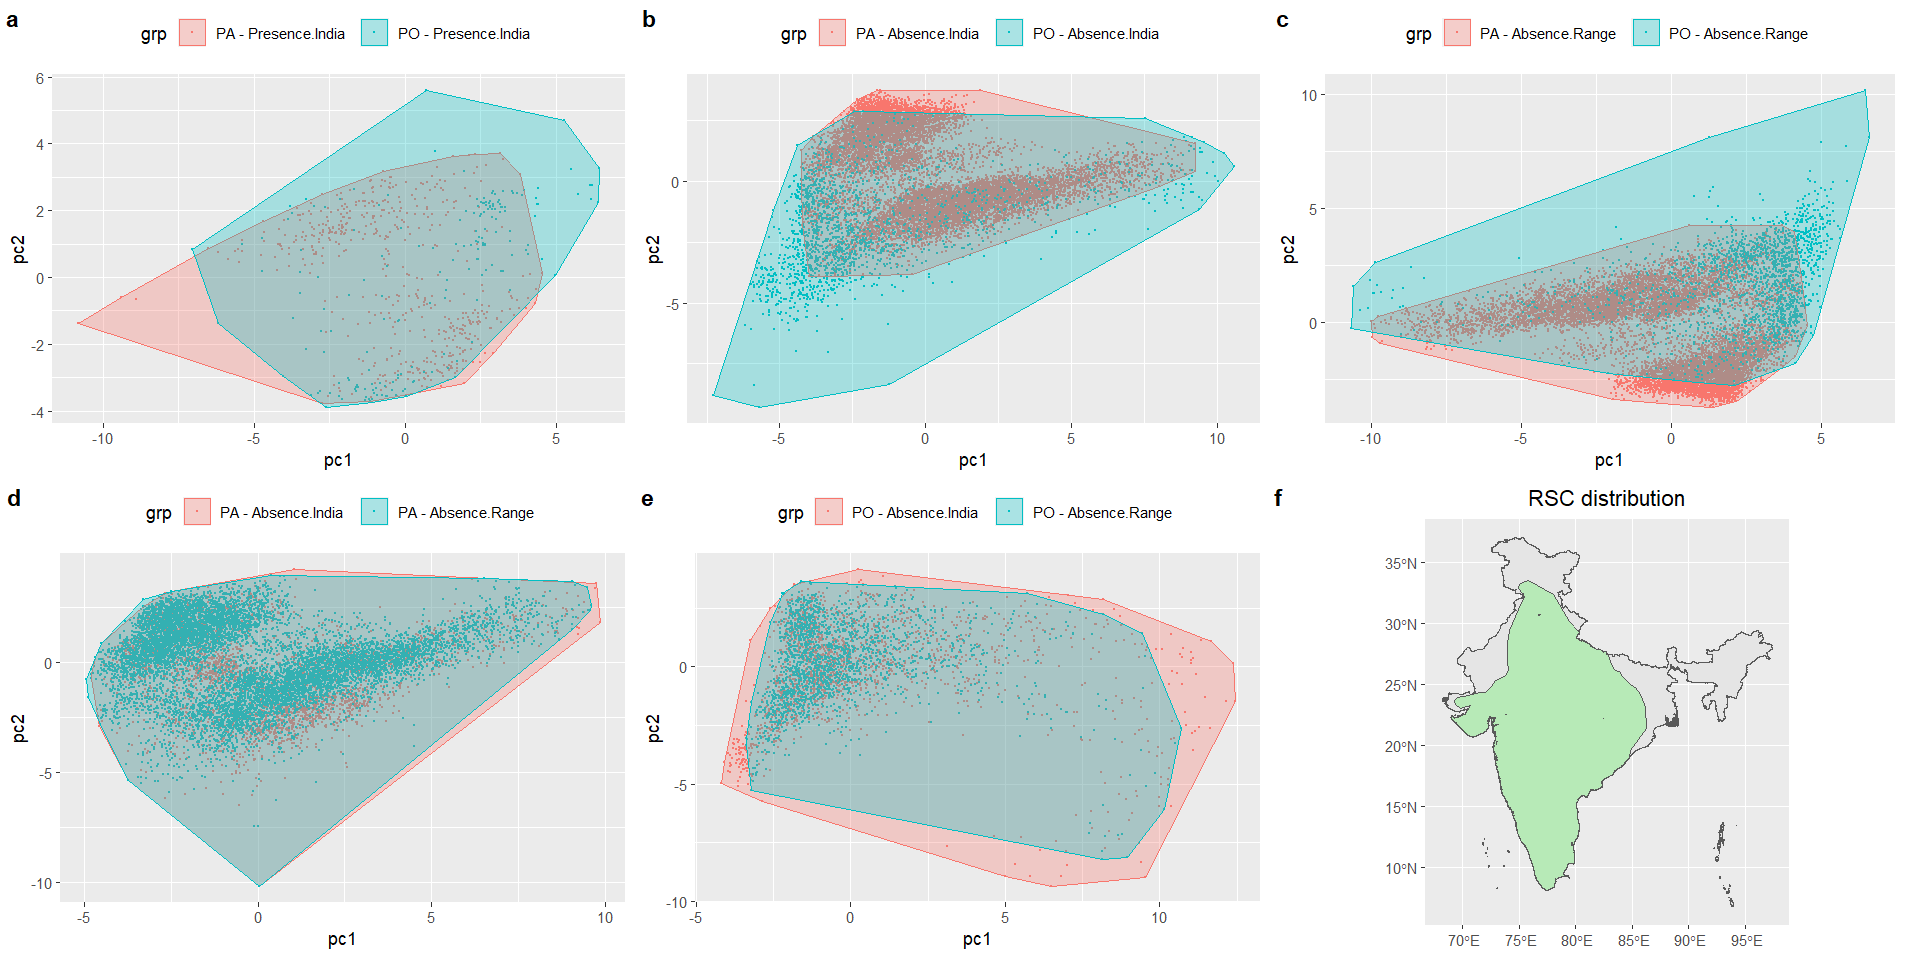 a
grp PA - Presence.India PO - Presence.India
6
4
2
0
-2
-4
pc2
-10 -5 0 5
pc1
b
grp PA - Absence.India PO - Absence.India
0
-5
pc2
-5 0 5 10
pc1
c
grp PA - Absence.Range PO - Absence.Range
10
5
0
pc2
-10 -5 0 5
pc1
d
grp PA - Absence.India PA - Absence.Range
0
-5
-10
pc2
-5 0 5 10
pc1
e
grp PO - Absence.India PO - Absence.Range
0
-5
-10
pc2
-5 0 5 10
pc1
f
RSC distribution
35°N
30°N
25°N
20°N
15°N
10°N
70°E 75°E 80°E 85°E 90°E 95°E